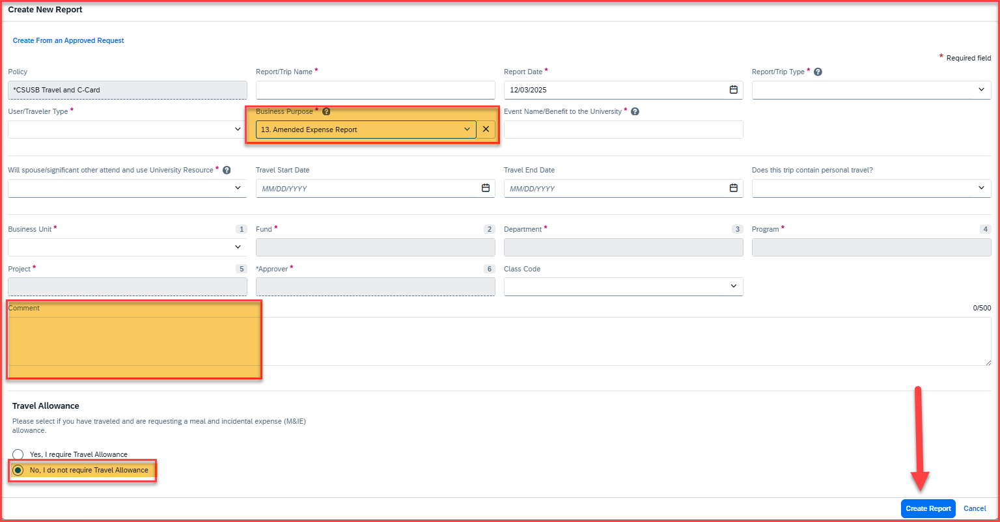 Create New Report
Create From an Approved Request
* Required field
Policy
Report/Trip Name *
Report Date *
Report/Trip Type * ?
*CSUSB Travel and C-Card
12/03/2025
User/Traveler Type *
Business Purpose * ?
Event Name/Benefit to the University * ?
13. Amended Expense Report
Will spouse/significant other attend and use University Resource * ?
Travel Start Date
Travel End Date
Does this trip contain personal travel?
MM/DD/YYYY
MM/DD/YYYY
Business Unit * 1
Fund * 2
Department * 3
Program * 4
Project * 5
*Approver * 6
Class Code
Comment
0/500
Travel Allowance
Please select if you have traveled and are requesting a meal and incidental expense (M&IE)
allowance.
Yes, I require Travel Allowance
No, I do not require Travel Allowance
Create Report
Cancel